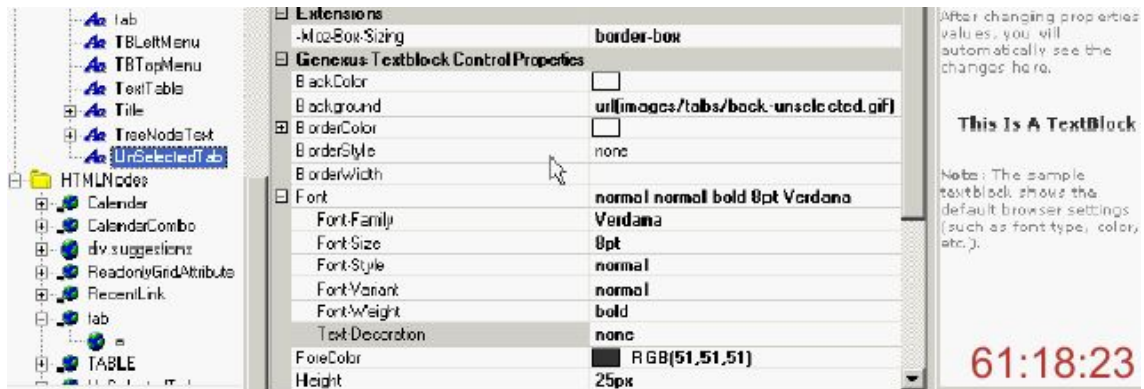 tab
TBLeftMenu
TBTopMenu
TextTable
Title
TreeNodeText
UnSelectedTab
HTMLNodes
Calendar
CalendarCombo
div.suggestions
ReadonlyGridAttribute
RecentLink
tab
a
TABLE
Extensions
-Moz-Box-Sizing border-box
Genexus Textblock Control Properties
BackColor
Background url(images/tabs/back-unselected.gif)
BorderColor
BorderStyle none
BorderWidth
Font normal normal bold 8pt Verdana
Font-Family Verdana
Font-Size 8pt
Font-Style normal
Font-Variant normal
Font-Weight bold
Text-Decoration none
ForeColor RGB(51,51,51)
Height 25px
After changing properties
values, you will
automatically see the
changes here.
This Is A TextBlock
Note: The sample
textblock shows the
default browser settings
(such as font type, color,
etc.).
61:18:23